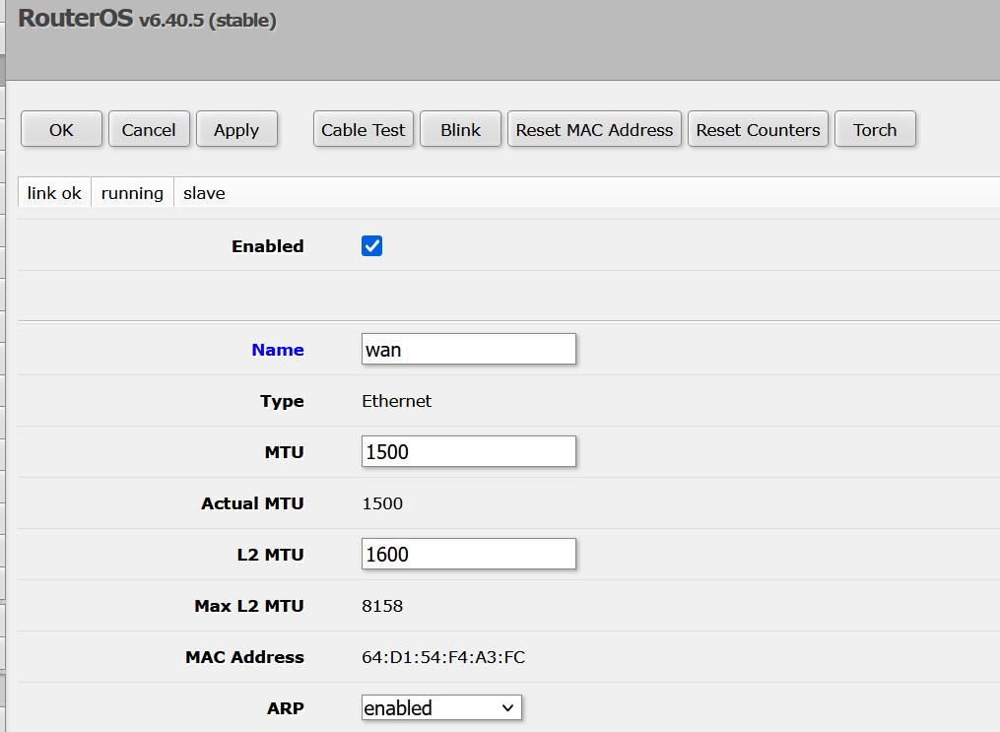 RouterOS v6.40.5 (stable)
OK Cancel Apply Cable Test Blink Reset MAC Address Reset Counters Torch
link ok running slave
Enabled
Name wan
Type Ethernet
MTU 1500
Actual MTU 1500
L2 MTU 1600
Max L2 MTU 8158
MAC Address 64:D1:54:F4:A3:FC
ARP enabled